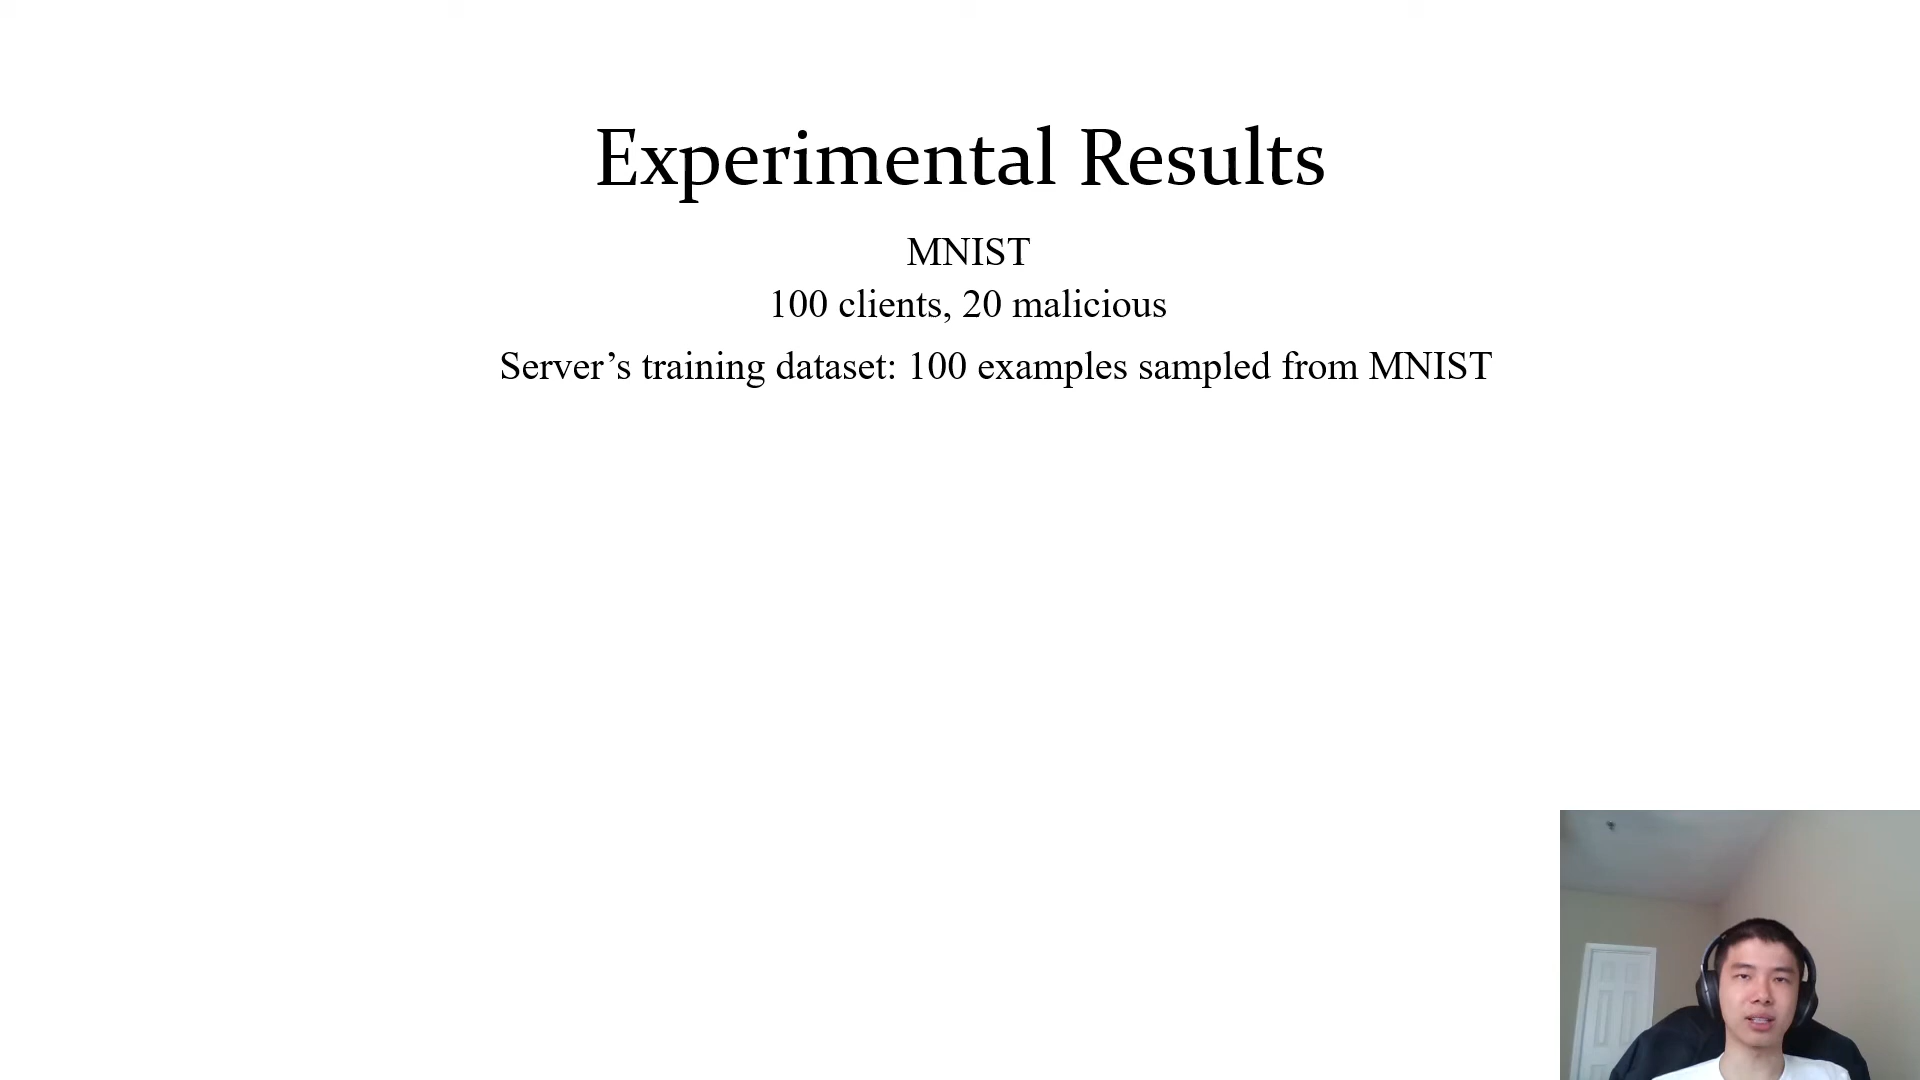 Experimental Results
MNIST
100 clients, 20 malicious
Server’s training dataset: 100 examples sampled from MNIST